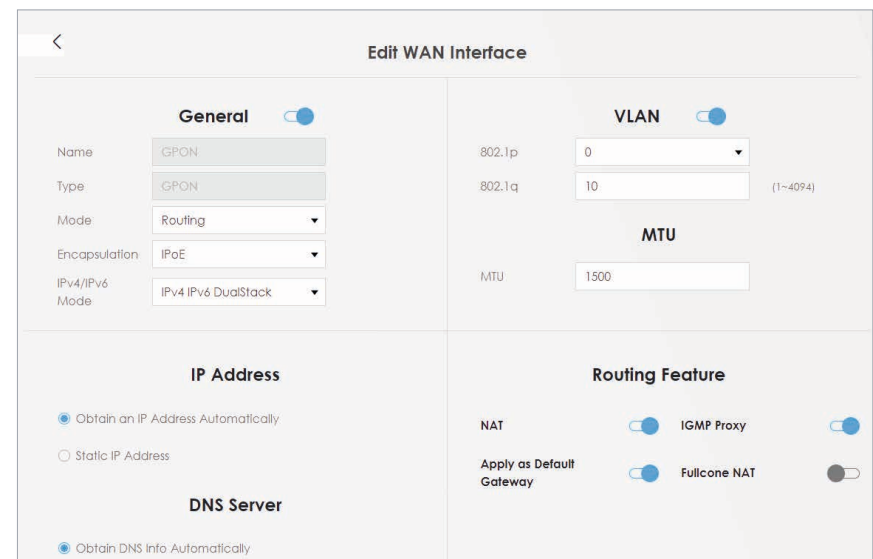 Edit WAN Interface
General
Name GPON
Type GPON
Mode Routing
Encapsulation IPoE
IPv4/IPv6
Mode
IPv4 IPv6 DualStack
VLAN
802.1p 0
802.1q 10 (1~4094)
MTU
MTU 1500
IP Address
Obtain an IP Address Automatically
Static IP Address
DNS Server
Obtain DNS Info Automatically
Routing Feature
NAT IGMP Proxy
Apply as Default
Gateway
Fullcone NAT